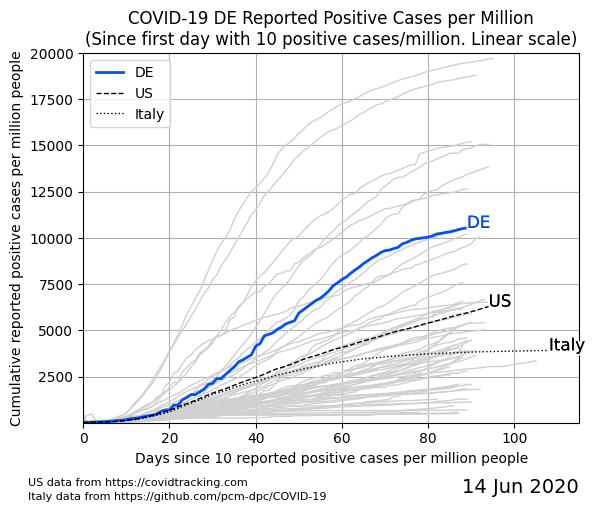 COVID-19 DE Reported Positive Cases per Million
(Since first day with 10 positive cases/million. Linear scale)
Cumulative reported positive cases per million people
20000
17500
15000
12500
10000
7500
5000
2500
DE
US
Italy
DE
US
Italy
0
20
40
60
80
100
Days since 10 reported positive cases per million people
US data from https://covidtracking.com
Italy data from https://github.com/pcm-dpc/COVID-19
14 Jun 2020